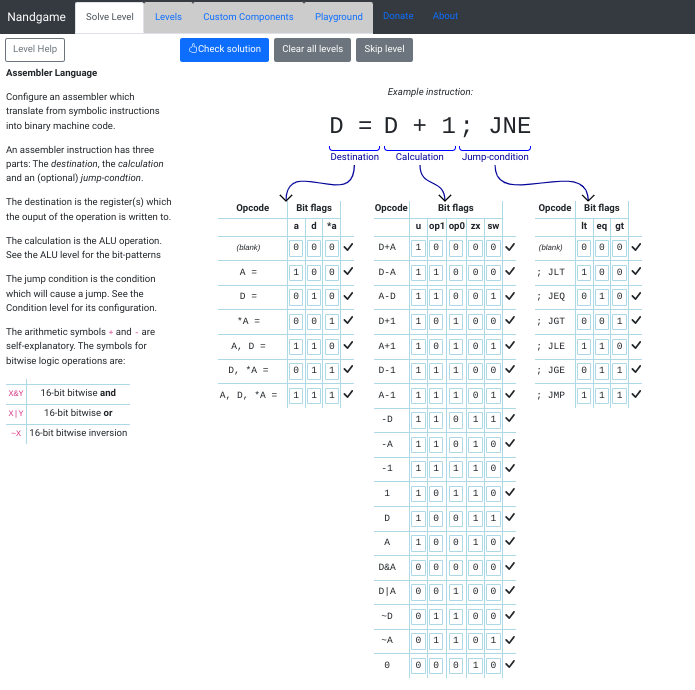 Nandgame Solve Level Levels Custom Components Playground Donate About
Level Help
Check solution Clear all levels Skip level
Assembler Language
Configure an assembler which
translate from symbolic instructions
into binary machine code.
An assembler instruction has three
parts: The destination, the calculation
and an (optional) jump-condtion.
The destination is the register(s) which
the ouput of the operation is written to.
The calculation is the ALU operation.
See the ALU level for the bit-patterns
The jump condition is the condition
which will cause a jump. See the
Condition level for its configuration.
The arithmetic symbols + and - are
self-explanatory. The symbols for
bitwise logic operations are:
X&Y 16-bit bitwise and
X|Y 16-bit bitwise or
~X 16-bit bitwise inversion
Example instruction:
D = D + 1; JNE
Destination Calculation Jump-condition
Opcode Bit flags
a d *a
(blank) 0 0 0
A = 1 0 0
D = 0 1 0
*A = 0 0 1
A, D = 1 1 0
D, *A = 0 1 1
A, D, *A = 1 1 1
Opcode Bit flags
u op1 op0 zx sw
D+A 1 0 0 0 0
D-A 1 1 0 0 0
A-D 1 1 0 0 1
D+1 1 0 1 0 0
A+1 1 0 1 0 1
D-1 1 1 1 0 0
A-1 1 1 1 0 1
-D 1 1 0 1 1
-A 1 1 0 1 0
-1 1 1 1 1 0
1 1 0 1 1 0
D 1 0 0 1 1
A 1 0 0 1 0
D&A 0 0 0 0 0
D|A 0 0 1 0 0
~D 0 1 1 0 0
~A 0 1 1 0 1
0 0 0 0 1 0
Opcode Bit flags
lt eq gt
(blank) 0 0 0
; JLT 1 0 0
; JEQ 0 1 0
; JGT 0 0 1
; JLE 1 1 0
; JGE 0 1 1
; JMP 1 1 1